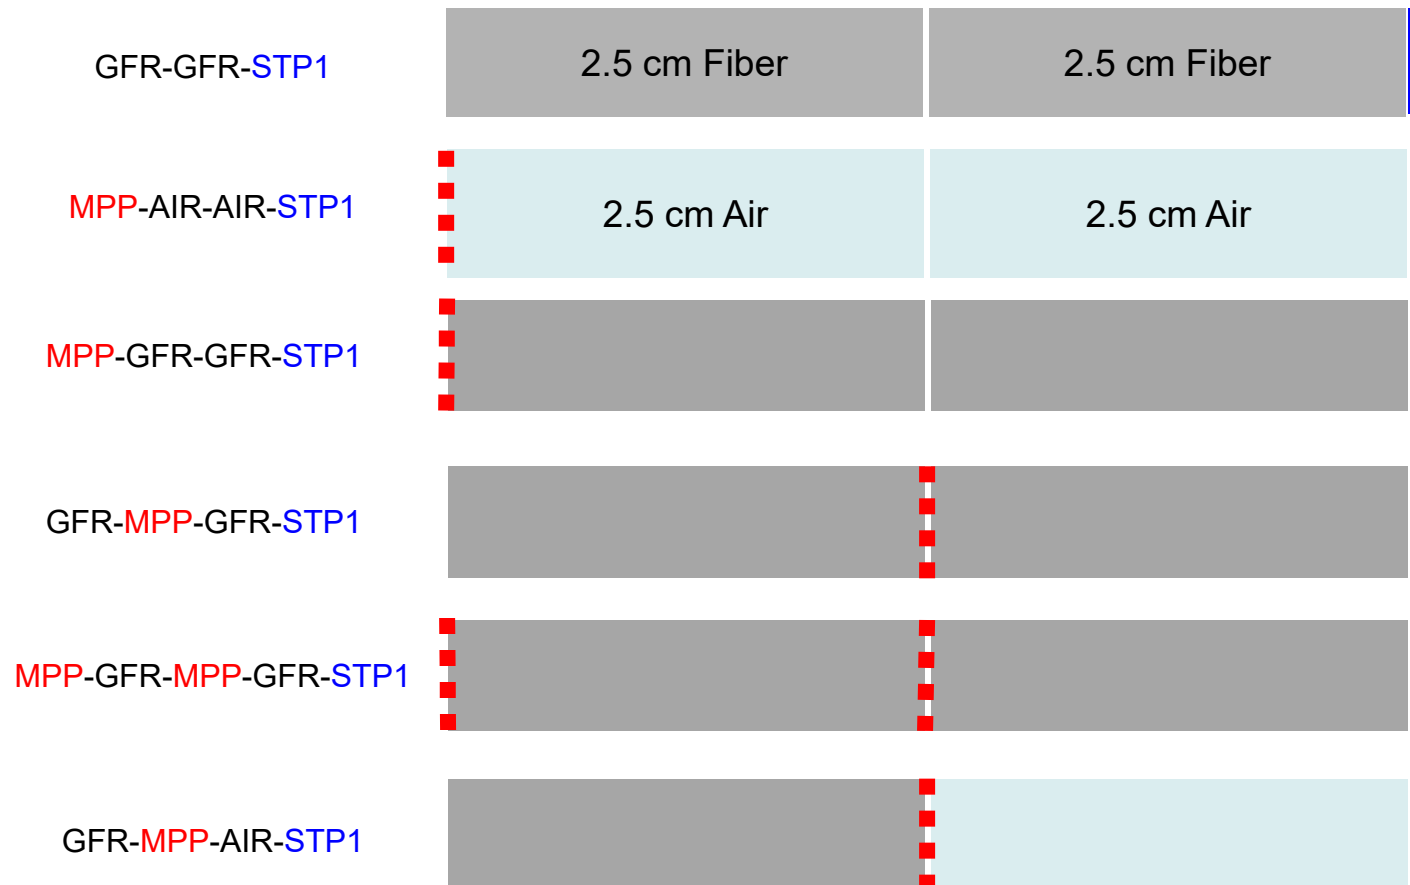 GFR-GFR-STP1
2.5 cm Fiber
2.5 cm Fiber
MPP-AIR-AIR-STP1
2.5 cm Air
2.5 cm Air
MPP-GFR-GFR-STP1
GFR-MPP-GFR-STP1
MPP-GFR-MPP-GFR-STP1
GFR-MPP-AIR-STP1